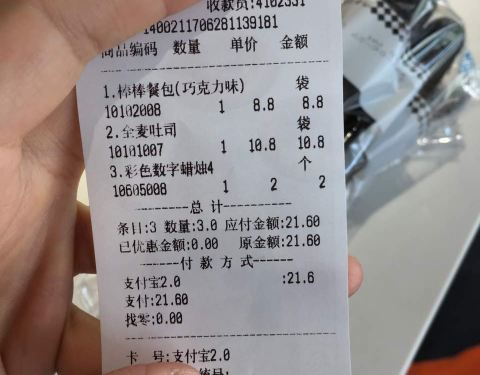 收款员:4102331
1400211706281139181
商品编码 数量 单价 金额
1.棒棒餐包(巧克力味) 袋
10102008 1 8.8 8.8
2.全麦吐司 袋
10101007 1 10.8 10.8
3.彩色数字蜡烛4 个
10605008 1 2 2
--------总 计--------
条目:3 数量:3.0 应付金额:21.60
已优惠金额:0.00 原金额:21.60
-------付 款 方 式------
支付宝2.0 :21.6
支付:21.60
找零:0.00
卡 号:支付宝2.0